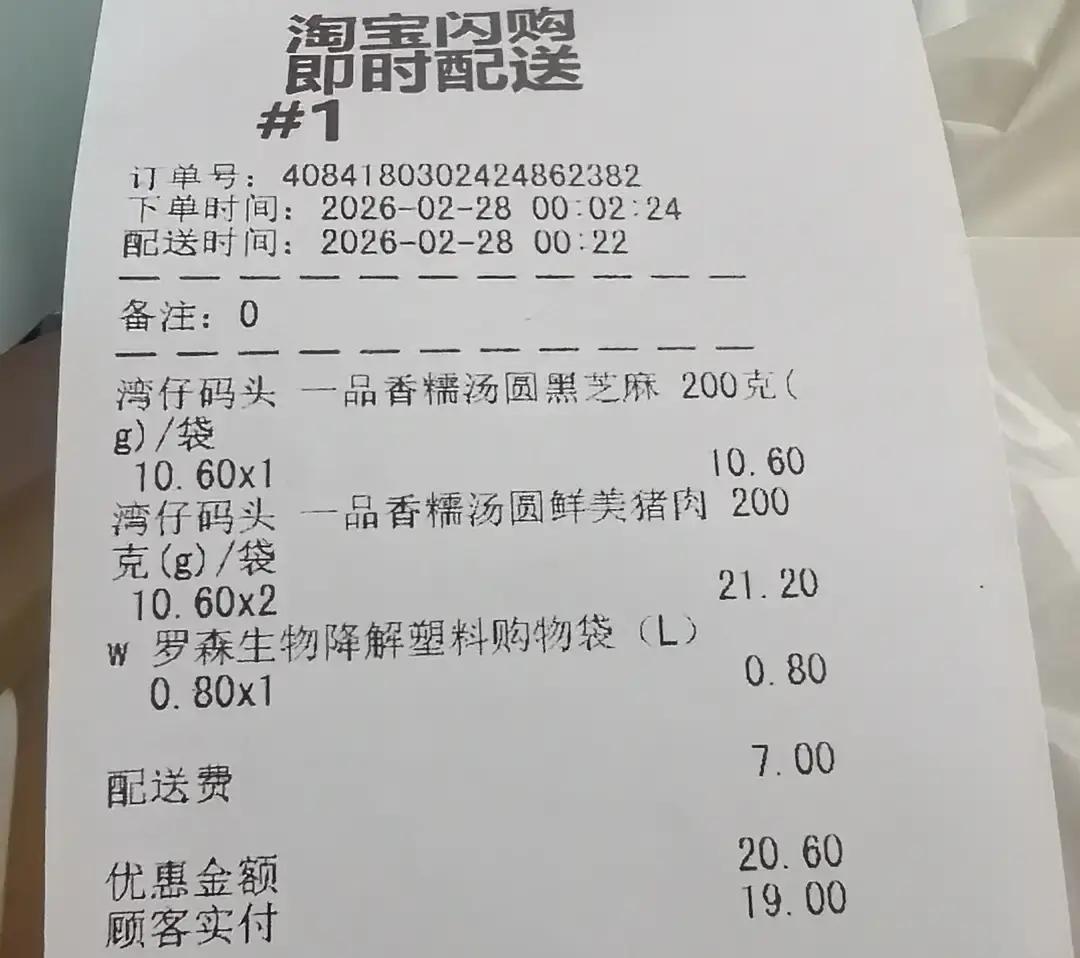 淘宝闪购
即时配送
#1
订单号: 4084180302424862382
下单时间: 2026-02-28 00:02:24
配送时间: 2026-02-28 00:22
备注: 0
湾仔码头 一品香糯汤圆黑芝麻 200克(
g)/袋
10.60x1 10.60
湾仔码头 一品香糯汤圆鲜美猪肉 200
克(g)/袋
10.60x2 21.20
w 罗森生物降解塑料购物袋（L）
0.80x1 0.80
配送费 7.00
优惠金额 20.60
顾客实付 19.00